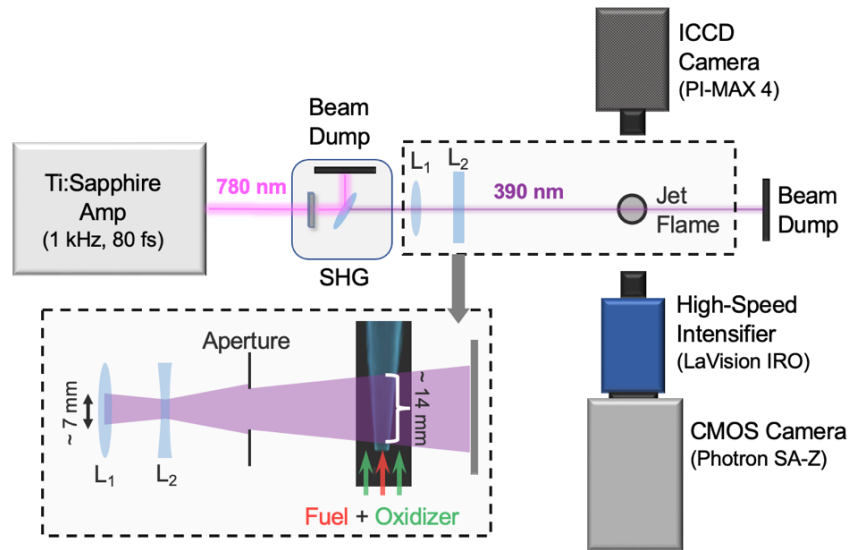 ICCD
Camera
(PI-MAX 4)
Beam
Dump
Ti:Sapphire
Amp
(1 kHz, 80 fs)
780 nm
SHG
L1
L2
390 nm
Jet
Flame
Beam
Dump
High-Speed
Intensifier
(LaVision IRO)
CMOS Camera
(Photron SA-Z)
Aperture
~ 7 mm
~ 14 mm
L1
L2
Fuel + Oxidizer